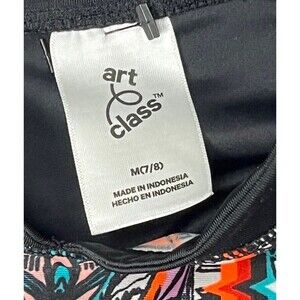 art
class™
M(7/8)
MADE IN INDONESIA
HECHO EN INDONESIA